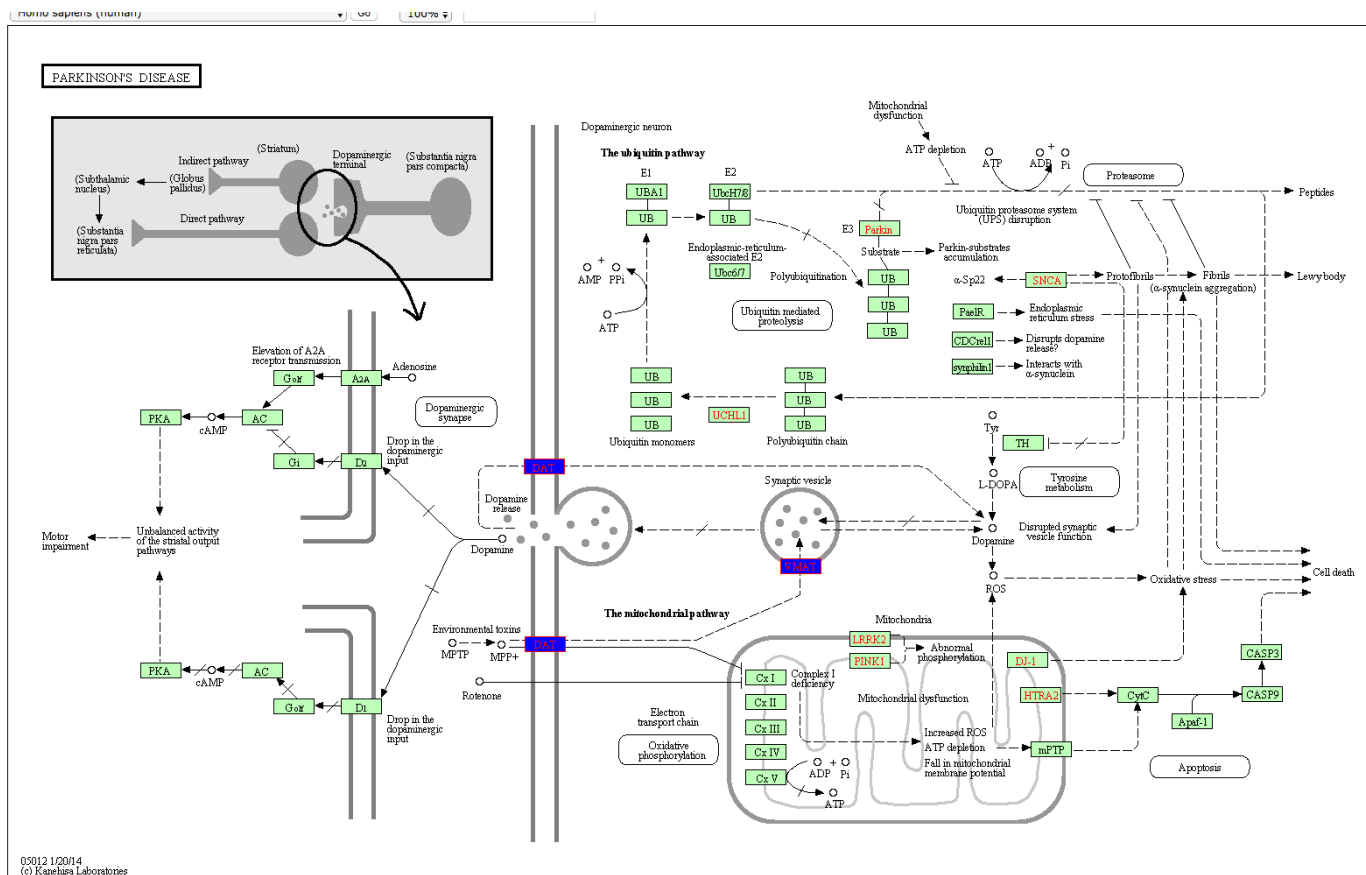 Homo sapiens (human)
Go
100%
PARKINSON'S DISEASE
(Striatum)
Dopaminergic
terminal
(Substantia nigra
pars compacta)
Indirect pathway
(Subthalamic
nucleus)
(Globus
pallidus)
Direct pathway
(Substantia
nigra pars
reticulata)
Dopaminergic neuron
The ubiquitin pathway
Mitochondrial
dysfunction
ATP depletion
ATP
ADP
+
Pi
Proteasome
Peptides
E1
E2
UBA1
UbcH7/8
UB
UB
Ubiquitin proteasome system
(UPS) disruption
E3
Parkin
Substrate
Parkin-substrates
accumulation
Endoplasmic-reticulum-
associated E2
Ubc6/7
Polyubiquitination
UB
UB
UB
+
AMP
PPi
ATP
Ubiquitin mediated
proteolysis
α-Sp22
SNCA
Protofibrils
Fibrils
Lewy body
(α-synuclein aggregation)
PaelR
Endoplasmic
reticulum stress
CDCrel1
Disrupts dopamine
release?
synphilin1
Interacts with
α-synuclein
Elevation of A2A
receptor transmission
Adenosine
Golf
A2A
PKA
cAMP
AC
Dopaminergic
synapse
Gi
D2
Drop in the
dopaminergic
input
UB
UB
UB
UCHL1
UB
UB
UB
Ubiquitin monomers
Polyubiquitin chain
Tyr
TH
L-DOPA
Tyrosine
metabolism
DAT
Dopamine
release
Synaptic vesicle
VMAT
Dopamine
Dopamine
Disrupted synaptic
vesicle function
Motor
impairment
Unbalanced activity
of the striatal output
pathways
ROS
Oxidative stress
Cell death
The mitochondrial pathway
Environmental toxins
MPTP
MPP+
DAT
Rotenone
Mitochondria
LRRK2
PINK1
Abnormal
phosphorylation
DJ-1
CASP3
PKA
cAMP
AC
Golf
D1
Drop in the
dopaminergic
input
Cx I
Complex I
deficiency
Cx II
Cx III
Cx IV
Cx V
Mitochondrial dysfunction
HTRA2
CytC
CASP9
Apaf-1
Electron
transport chain
Oxidative
phosphorylation
Increased ROS
ATP depletion
Fall in mitochondrial
membrane potential
mPTP
Apoptosis
ADP
+
Pi
ATP
05012 1/20/14
(c) Kanehisa Laboratories